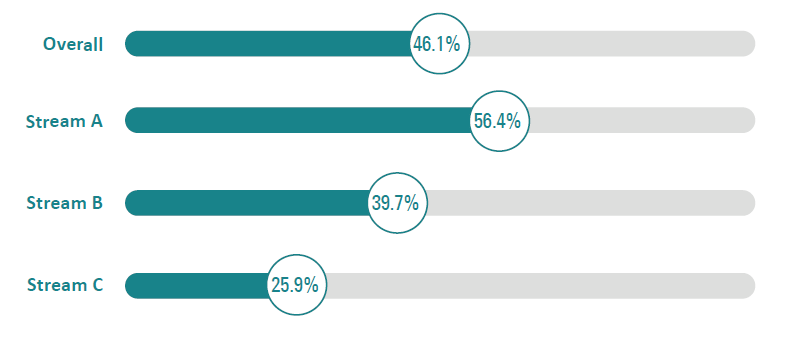 Overall 46.1%
Stream A 56.4%
Stream B 39.7%
Stream C 25.9%